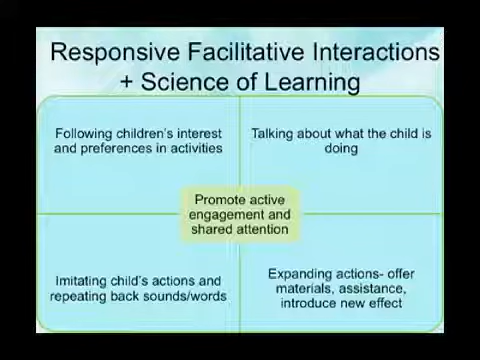 Responsive Facilitative Interactions
+ Science of Learning
Following children's interest
and preferences in activities
Talking about what the child is
doing
Promote active
engagement and
shared attention
Imitating child's actions and
repeating back sounds/words
Expanding actions- offer
materials, assistance,
introduce new effect